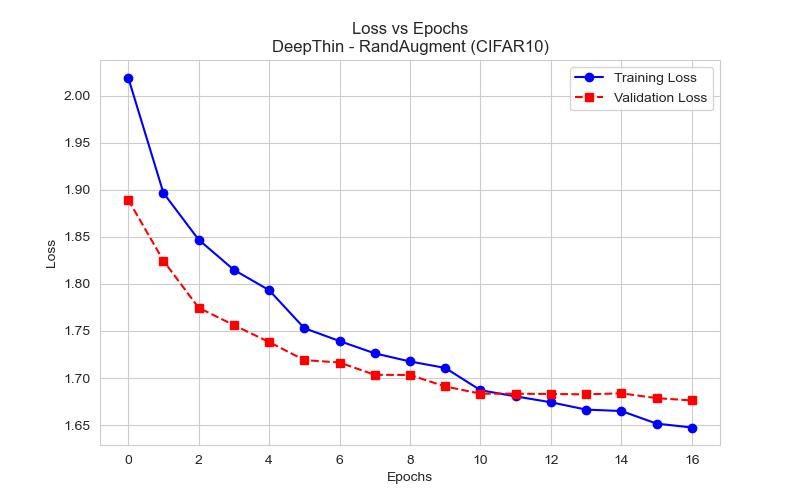 Loss vs Epochs
DeepThin - RandAugment (CIFAR10)
Training Loss
Validation Loss
2.00
1.95
1.90
1.85
1.80
1.75
1.70
1.65
Loss
0 2 4 6 8 10 12 14 16
Epochs